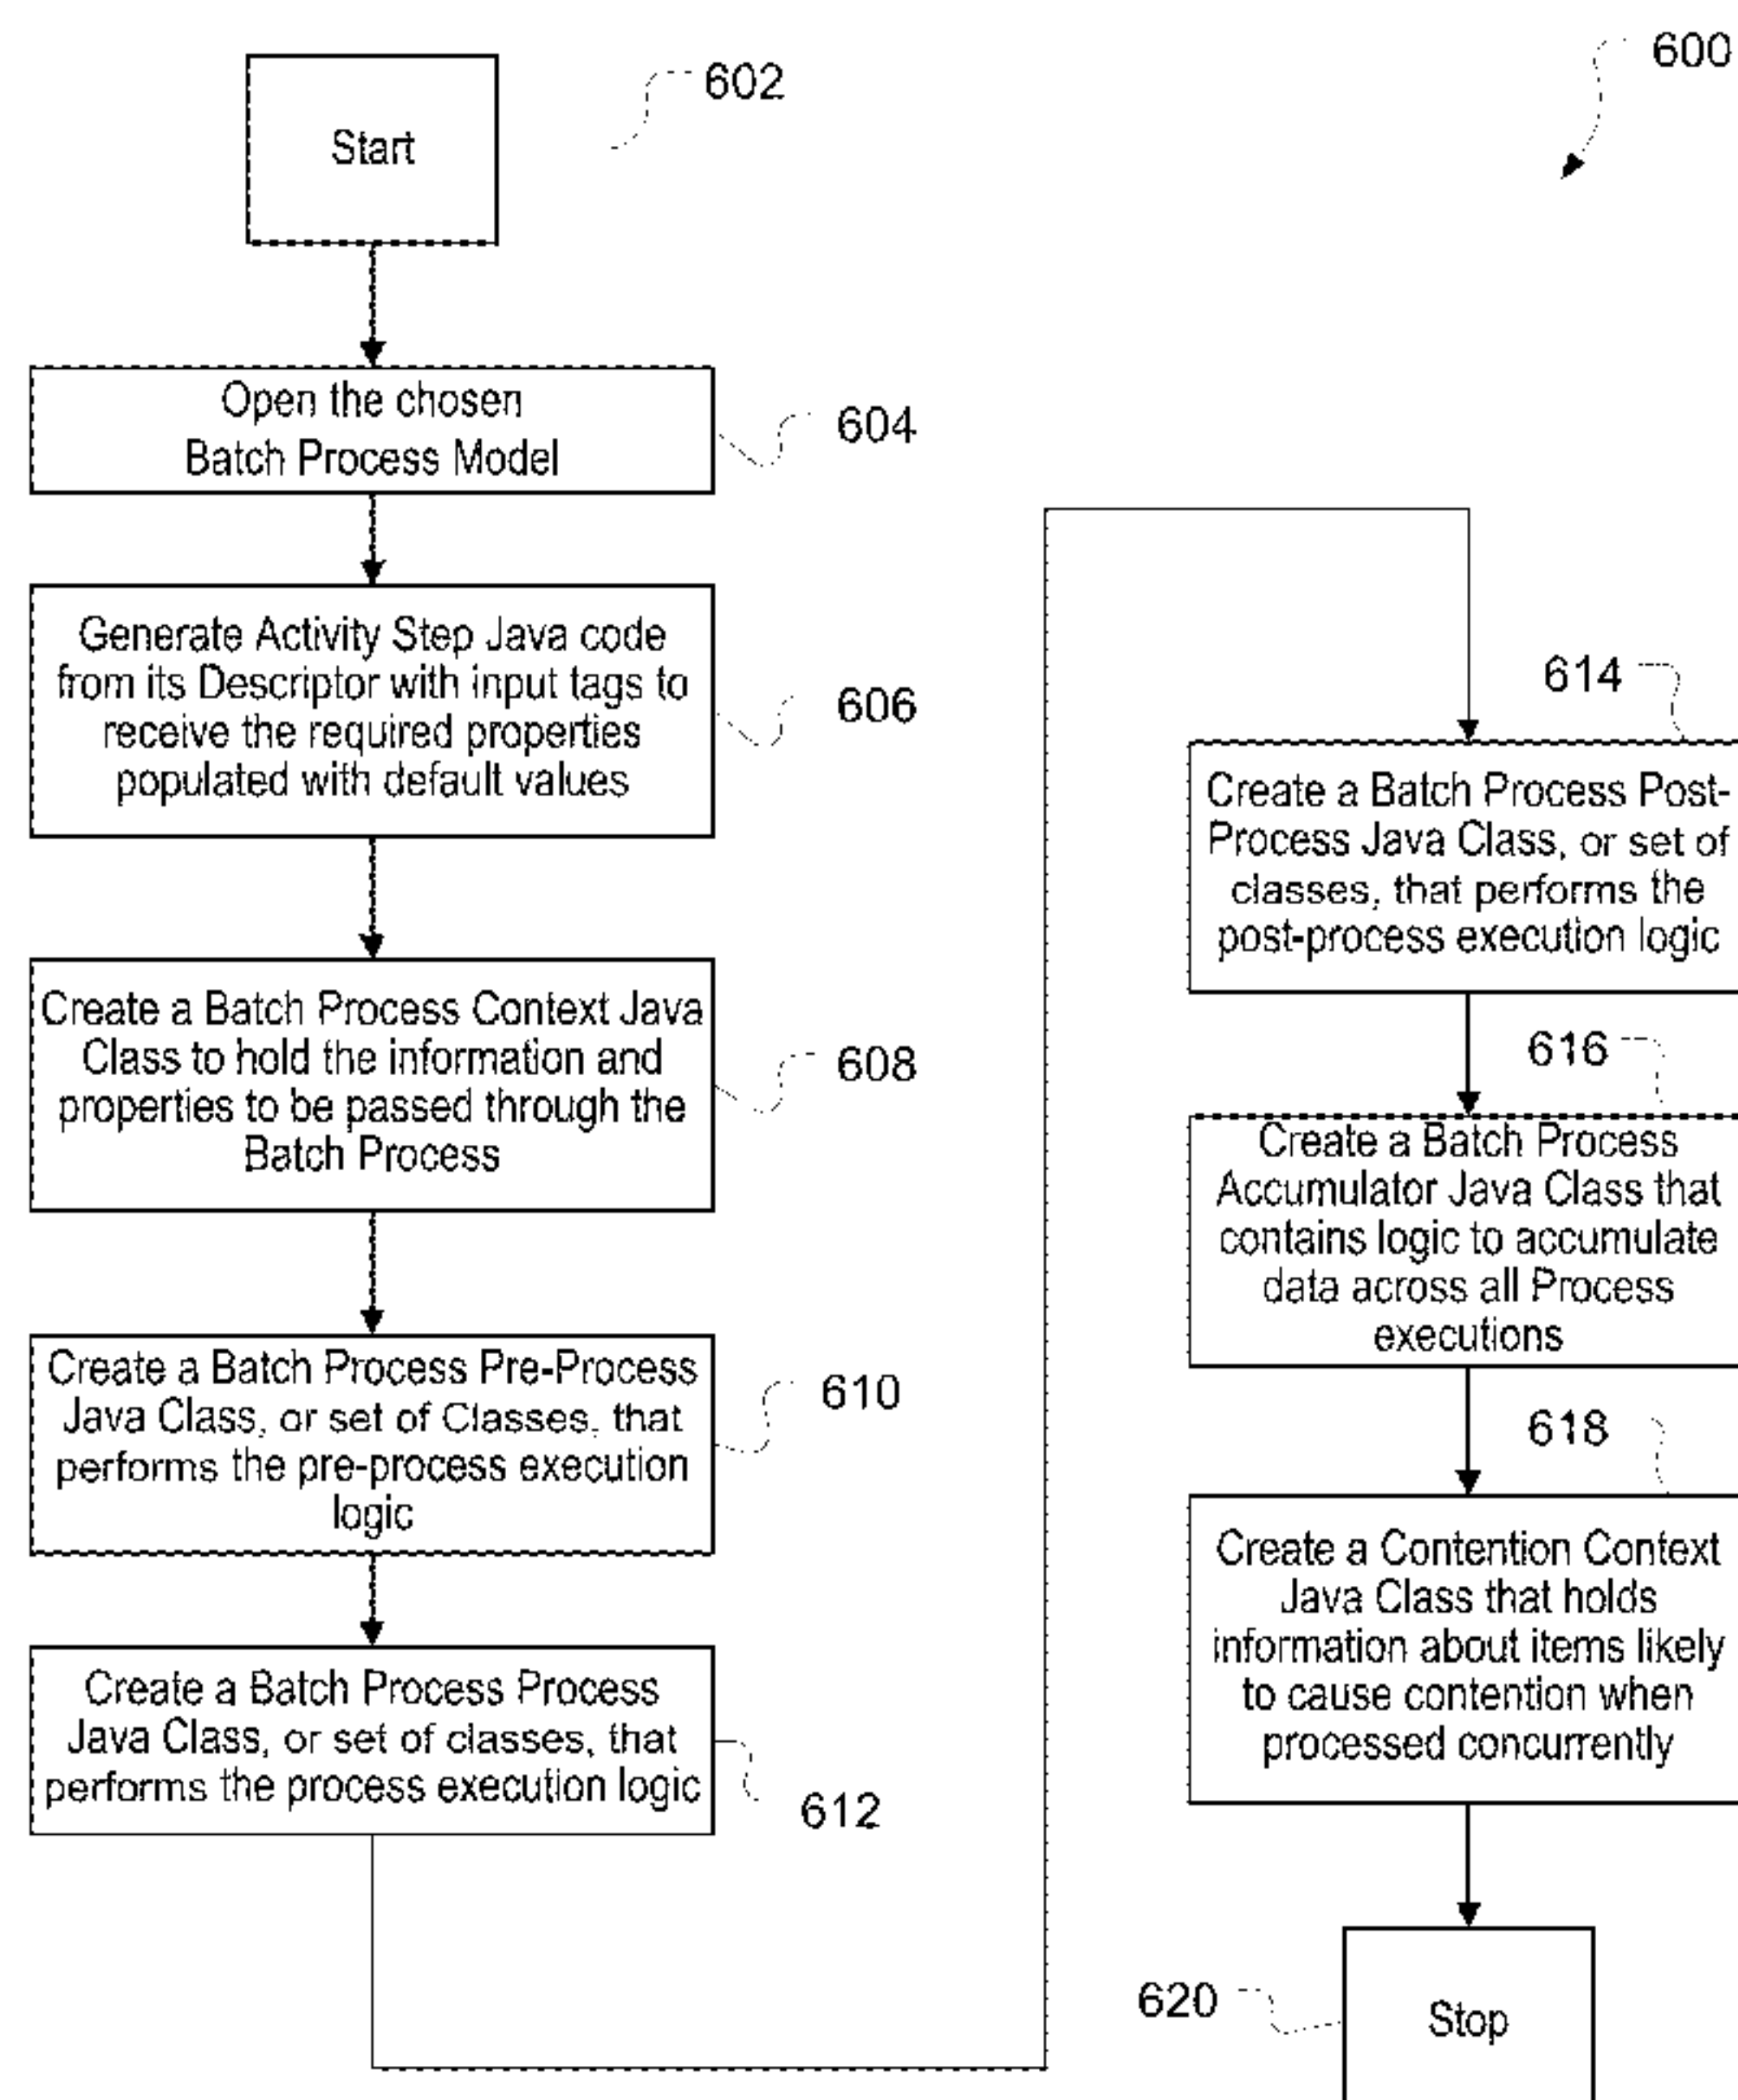 600
Start
602
Open the chosen
Batch Process Model
604
Generate Activity Step Java code
from its Descriptor with input tags to
receive the required properties
populated with default values
606
Create a Batch Process Context Java
Class to hold the information and
properties to be passed through the
Batch Process
608
Create a Batch Process Pre-Process
Java Class, or set of Classes, that
performs the pre-process execution
logic
610
Create a Batch Process Process
Java Class, or set of classes, that
performs the process execution logic
612
614
Create a Batch Process Post-
Process Java Class, or set of
classes, that performs the
post-process execution logic
616
Create a Batch Process
Accumulator Java Class that
contains logic to accumulate
data across all Process
executions
618
Create a Contention Context
Java Class that holds
information about items likely
to cause contention when
processed concurrently
620
Stop